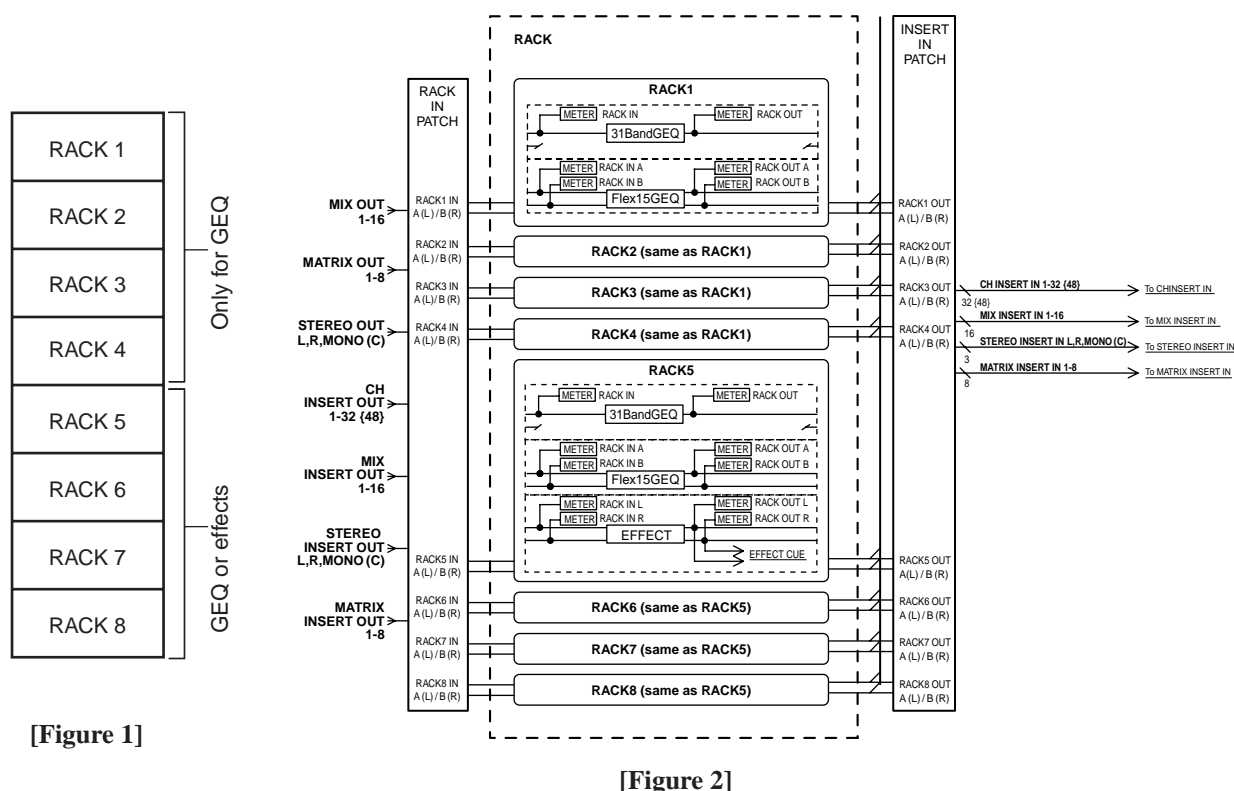 RACK 1
RACK 2
RACK 3
RACK 4
RACK 5
RACK 6
RACK 7
RACK 8
Only for GEQ
GEQ or effects
[Figure 1]
MIX OUT
1-16
MATRIX OUT
1-8
STEREO OUT
L,R,MONO (C)
CH
INSERT OUT
1-32 {48}
MIX
INSERT OUT
1-16
STEREO
INSERT OUT
L,R,MONO (C)
MATRIX
INSERT OUT
1-8
RACK
IN
PATCH
RACK1 IN
A (L) / B (R)
RACK2 IN
A (L) / B (R)
RACK3 IN
A (L) / B (R)
RACK4 IN
A (L) / B (R)
RACK5 IN
A (L) / B (R)
RACK6 IN
A (L) / B (R)
RACK7 IN
A (L) / B (R)
RACK8 IN
A (L) / B (R)
RACK
RACK1
METER RACK IN METER RACK OUT
31BandGEQ
METER RACK IN A METER RACK OUT A
METER RACK IN B METER RACK OUT B
Flex15GEQ
RACK2 (same as RACK1)
RACK3 (same as RACK1)
RACK4 (same as RACK1)
RACK5
METER RACK IN METER RACK OUT
31BandGEQ
METER RACK IN A METER RACK OUT A
METER RACK IN B METER RACK OUT B
Flex15GEQ
METER RACK IN L METER RACK OUT L
METER RACK IN R METER RACK OUT R
EFFECT
EFFECT CUE
RACK6 (same as RACK5)
RACK7 (same as RACK5)
RACK8 (same as RACK5)
INSERT
IN
PATCH
RACK1 OUT
A (L) / B (R)
RACK2 OUT
A (L) / B (R)
RACK3 OUT
A (L) / B (R)
RACK4 OUT
A (L) / B (R)
RACK5 OUT
A(L) / B (R)
RACK6 OUT
A (L) / B (R)
RACK7 OUT
A (L) / B (R)
RACK8 OUT
A (L) / B (R)
CH INSERT IN 1-32 {48} To CHINSERT IN
32 {48}
MIX INSERT IN 1-16 To MIX INSERT IN
16
STEREO INSERT IN L,R,MONO (C) To STEREO INSERT IN
3
MATRIX INSERT IN 1-8 To MATRIX INSERT IN
8
[Figure 2]